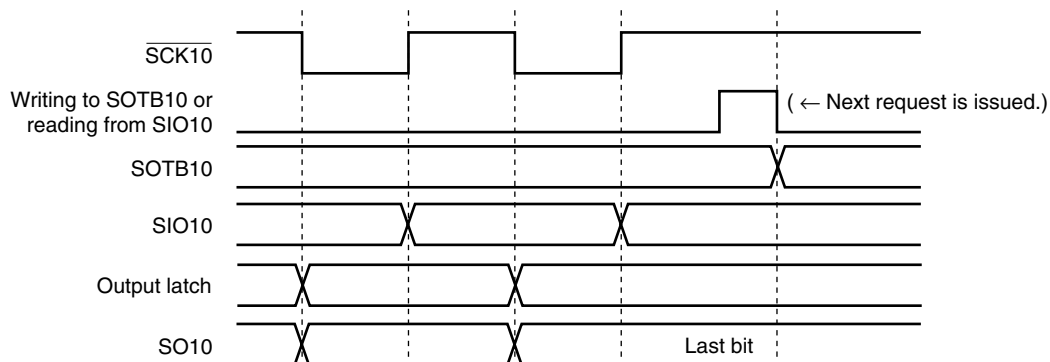 SCK10
Writing to SOTB10 or
reading from SIO10
( ← Next request is issued.)
SOTB10
SIO10
Output latch
SO10
Last bit